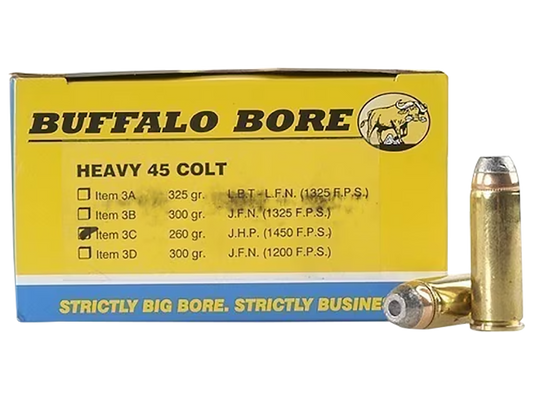 BUFFALO BORE
HEAVY 45 COLT
Item 3A 325 gr. L.B.T - L.F.N. (1325 F.P.S.)
Item 3B 300 gr. J.F.N. (1325 F.P.S.)
Item 3C 260 gr. J.H.P. (1450 F.P.S.)
Item 3D 300 gr. J.F.N. (1200 F.P.S.)
STRICTLY BIG BORE. STRICTLY BUSINE